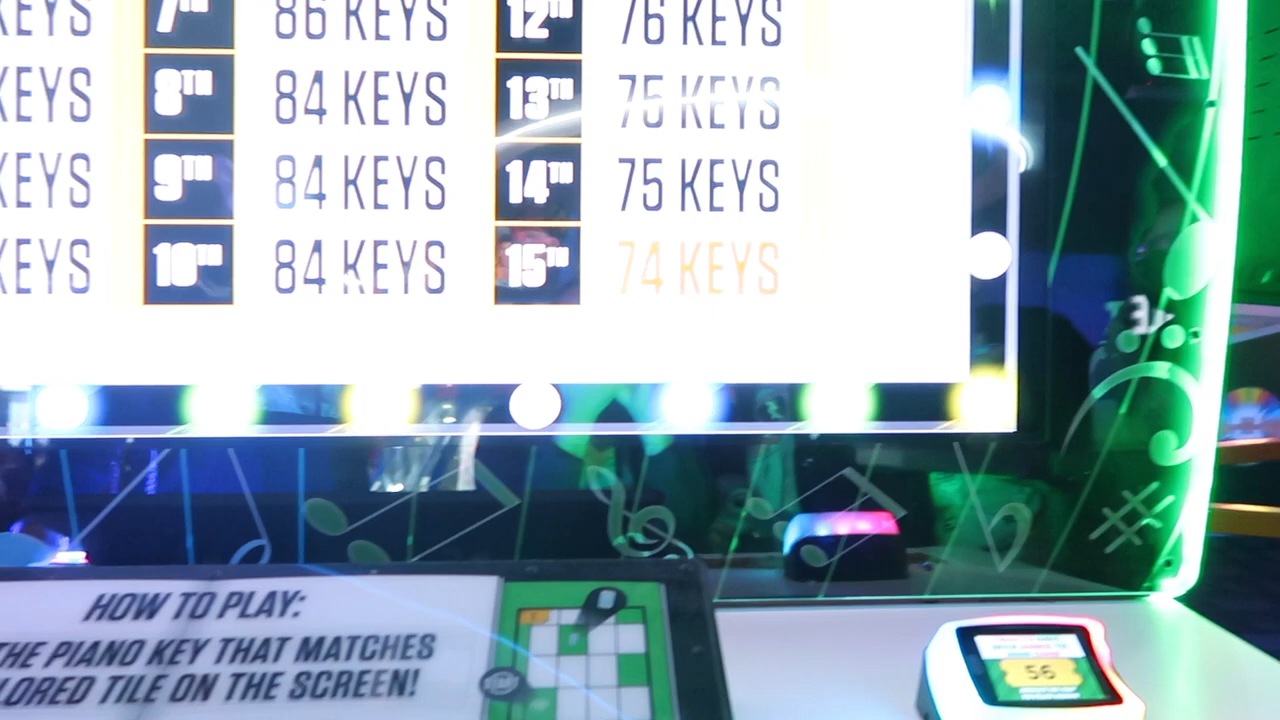 KEYS 7TH 86 KEYS 12TH 76 KEYS
KEYS 8TH 84 KEYS 13TH 75 KEYS
KEYS 9TH 84 KEYS 14TH 75 KEYS
KEYS 10TH 84 KEYS 15TH 74 KEYS
HOW TO PLAY:
THE PIANO KEY THAT MATCHES
LORED TILE ON THE SCREEN!
56